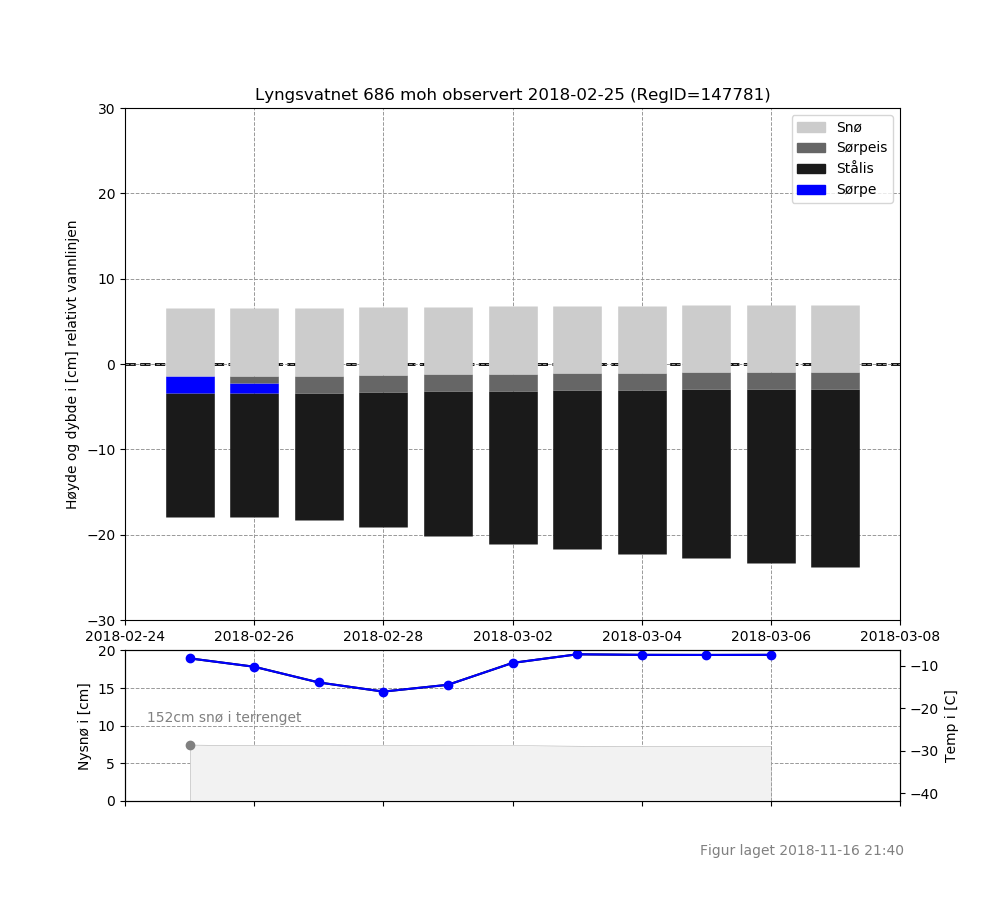 Lyngsvatnet 686 moh observert 2018-02-25 (RegID=147781)
Høyde og dybde i [cm] relativt vannlinjen
30
20
10
0
−10
−20
−30
Snø
Sørpeis
Stålis
Sørpe
2018-02-24 2018-02-26 2018-02-28 2018-03-02 2018-03-04 2018-03-06 2018-03-08
Nysnø i [cm]
20
15
10
5
0
152cm snø i terrenget
−10
−20
−30
−40
Temp i [C]
Figur laget 2018-11-16 21:40